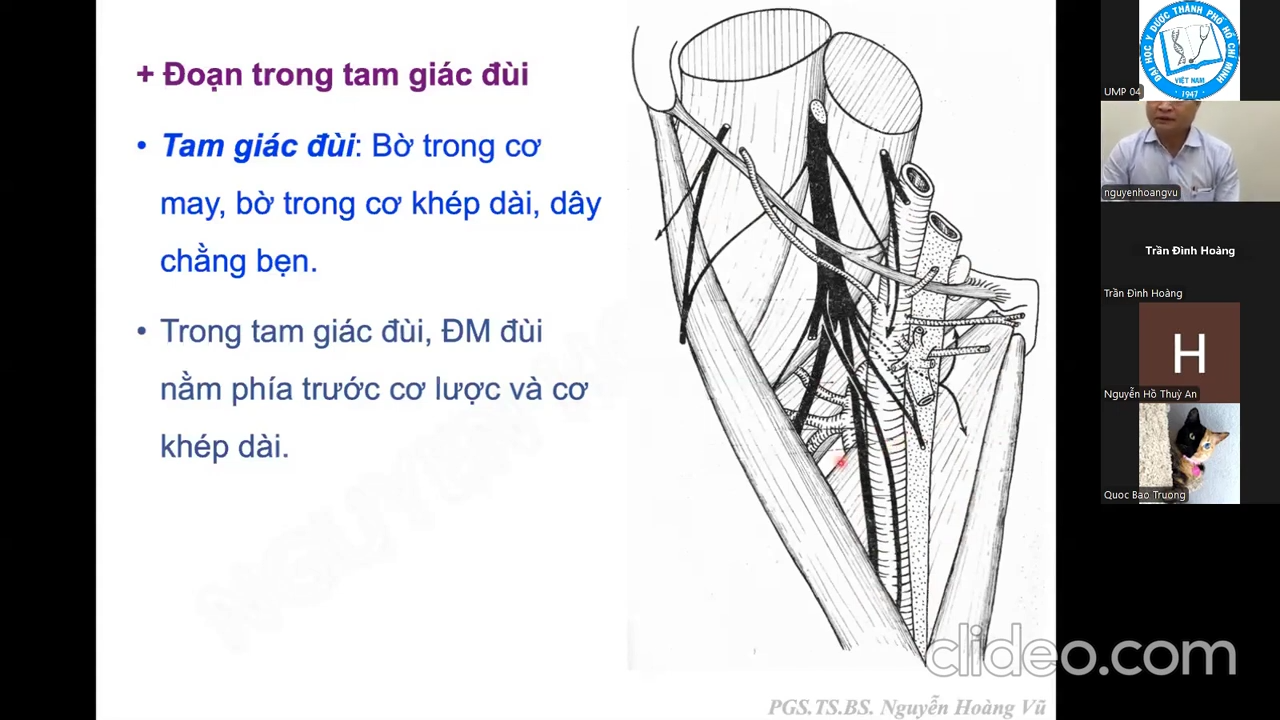 + Đoạn trong tam giác đùi
• Tam giác đùi: Bờ trong cơ
may, bờ trong cơ khép dài, dây
chằng bẹn.
• Trong tam giác đùi, ĐM đùi
nằm phía trước cơ lược và cơ
khép dài.
PGS.TS.BS. Nguyễn Hoàng Vũ
clideo.com
ĐẠI HỌC Y DƯỢC THÀNH PHỐ HỒ CHÍ MINH
VIỆT NAM
1947
UMP 04
nguyenhoangvu
Trần Đình Hoàng
Trần Đình Hoàng
H
Nguyễn Hồ Thuỳ An
Quoc Bao Truong